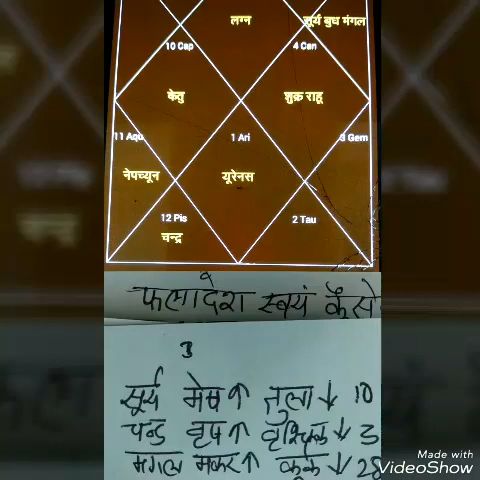 लग्न
सूर्य बुध मंगल
10 Cap
4 Can
केतु
शुक्र राहू
11 Aqu
1 Ari
3 Gem
नेपच्यून
यूरेनस
12 Pis
2 Tau
चन्द्र
फलादेश स्वयं कैसे
3
सूर्य मेष↑ तुला↓ 10
चन्द्र वृष↑ वृश्चिक↓ 3
मंगल मकर↑ कर्क↓ 28
Made with
VideoShow